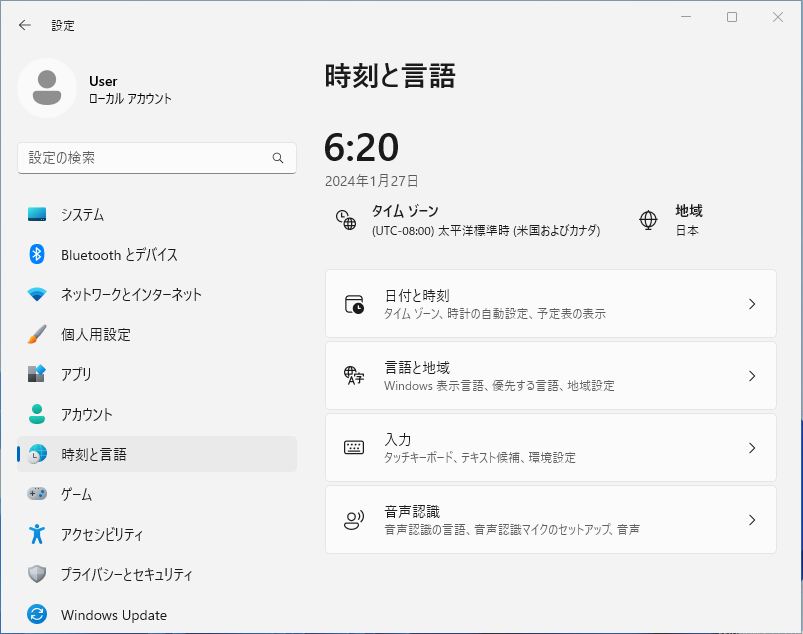 設定
User
ローカル アカウント
設定の検索
システム
Bluetooth とデバイス
ネットワークとインターネット
個人用設定
アプリ
アカウント
時刻と言語
ゲーム
アクセシビリティ
プライバシーとセキュリティ
Windows Update
時刻と言語
6:20
2024年1月27日
タイム ゾーン
(UTC-08:00) 太平洋標準時 (米国およびカナダ)
地域
日本
日付と時刻
タイム ゾーン、時計の自動設定、予定表の表示
言語と地域
Windows 表示言語、優先する言語、地域設定
入力
タッチキーボード、テキスト候補、環境設定
音声認識
音声認識の言語、音声認識マイクのセットアップ、音声